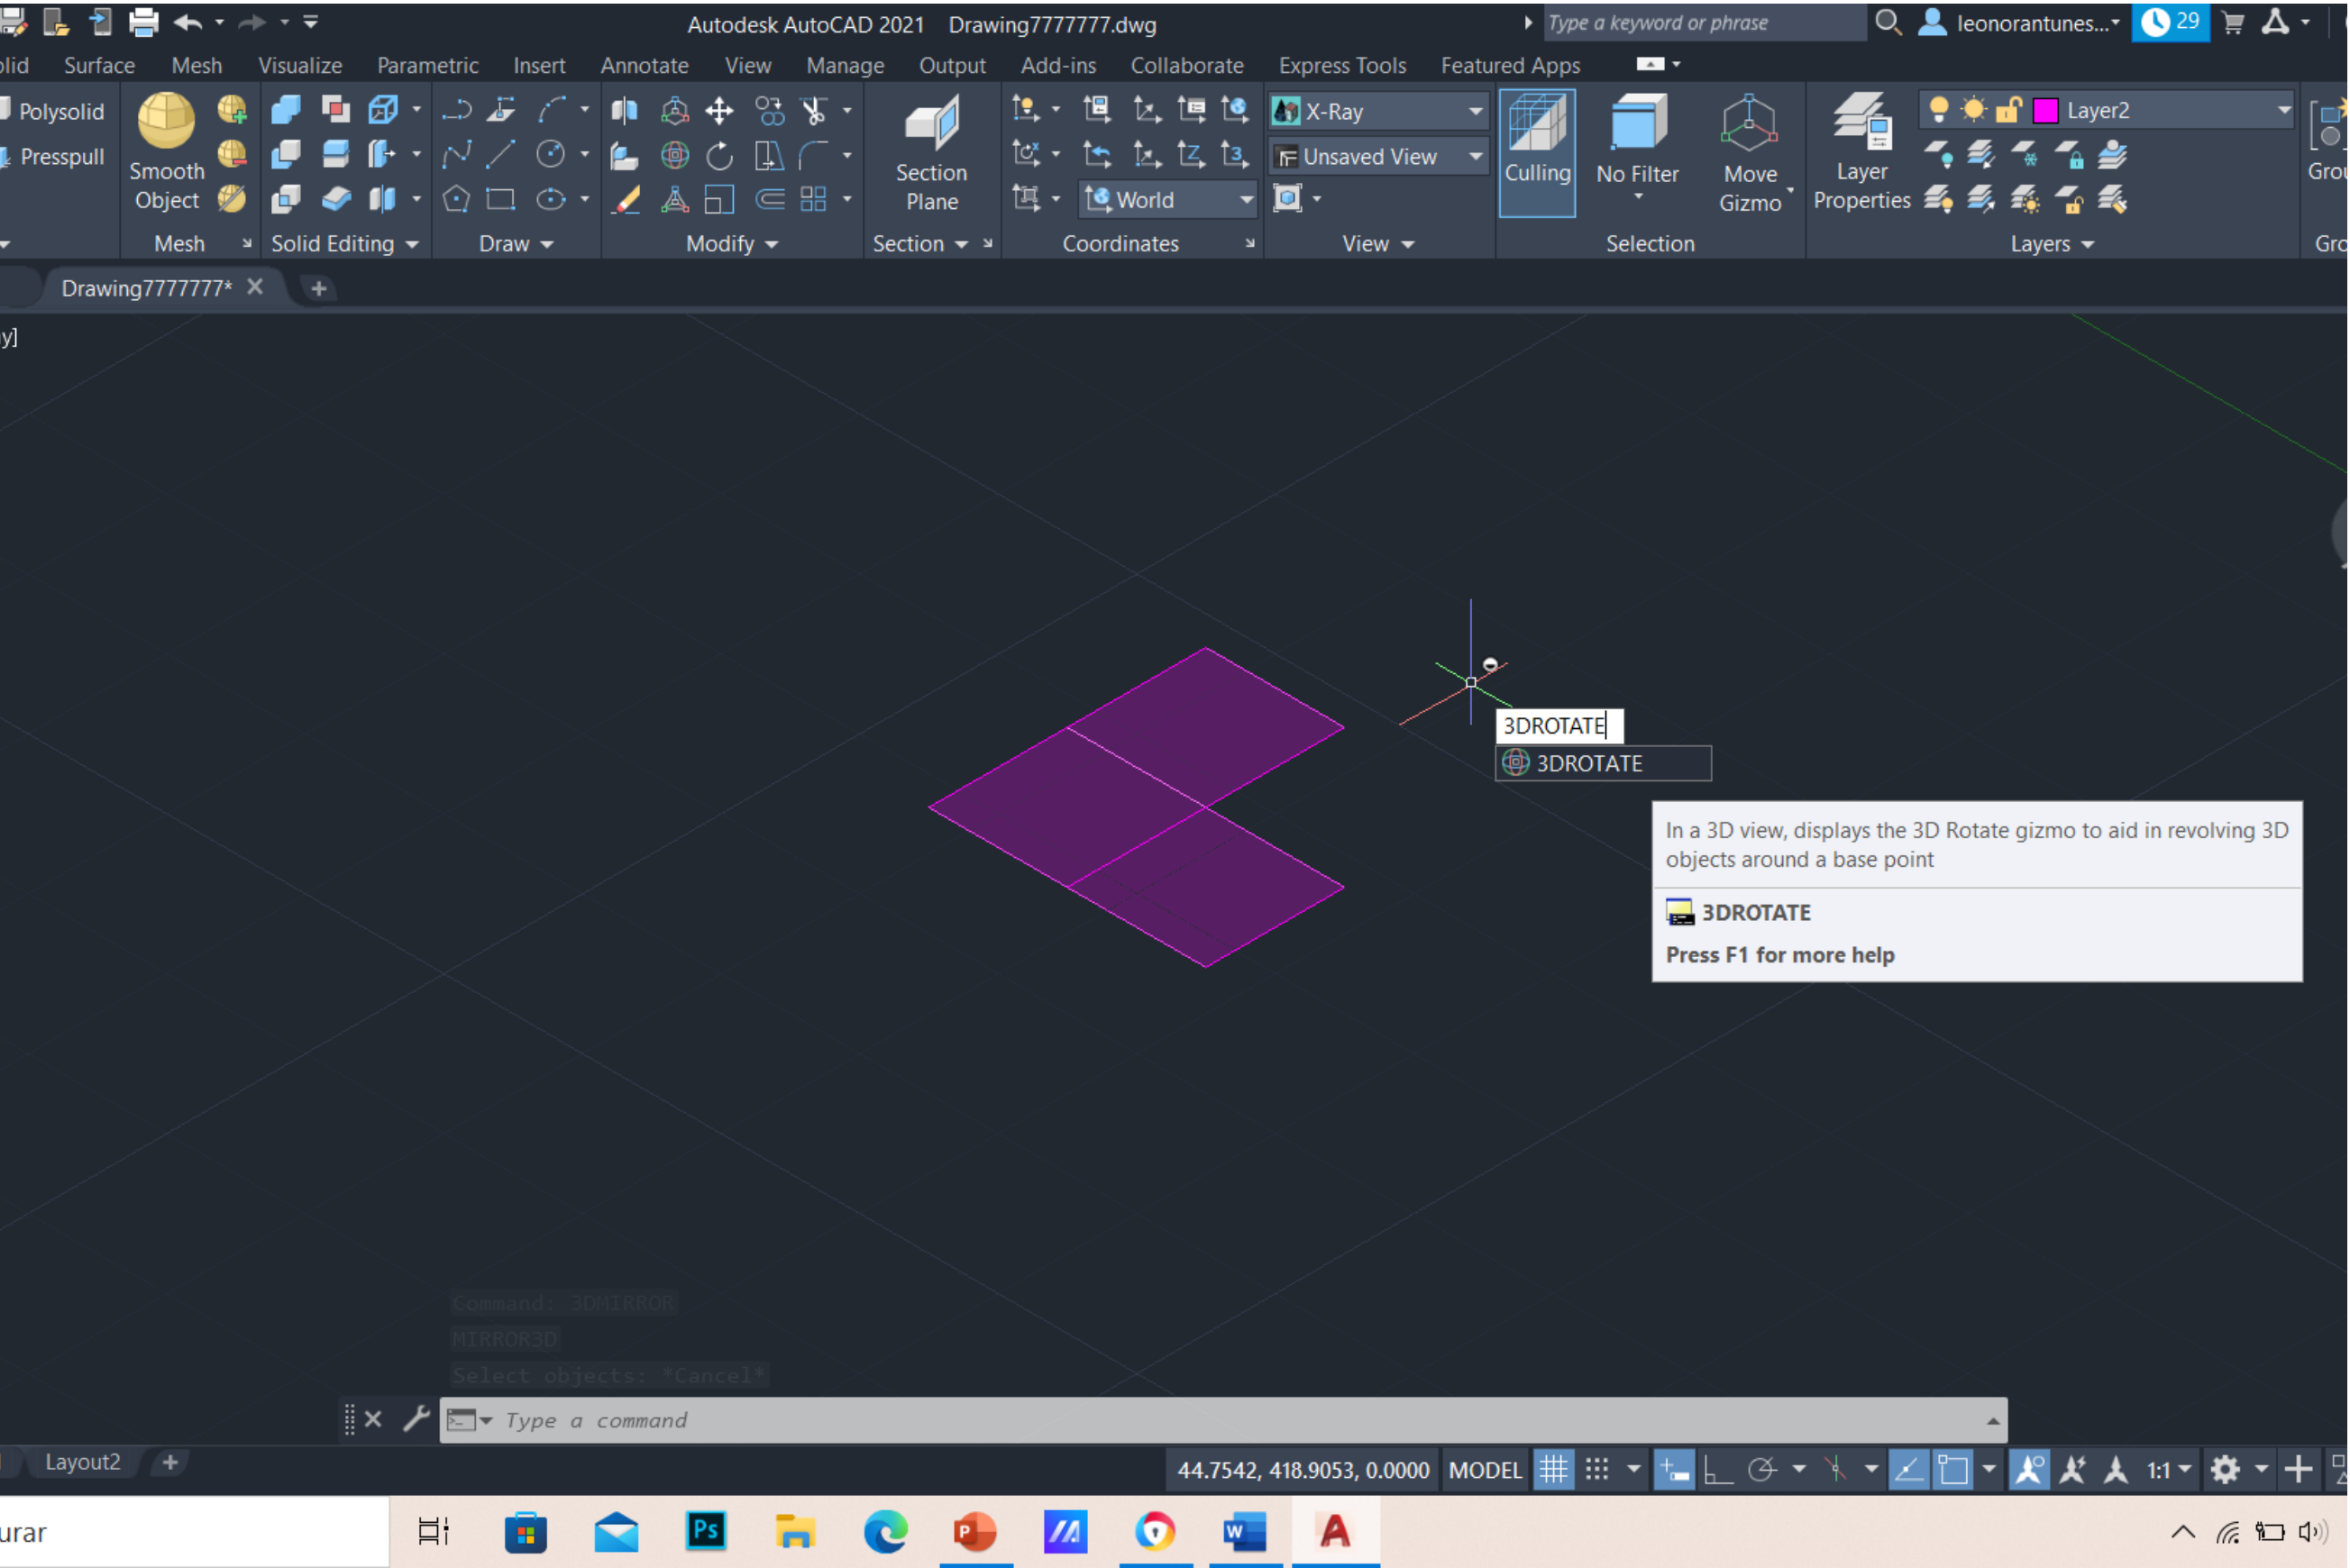 Autodesk AutoCAD 2021 Drawing7777777.dwg
Type a keyword or phrase
leonorantunes...
29
olid Surface Mesh Visualize Parametric Insert Annotate View Manage Output Add-ins Collaborate Express Tools Featured Apps
Polysolid
Presspull
Smooth
Object
Mesh
Solid Editing
Draw
Modify
Section
Plane
Section
World
Coordinates
X-Ray
Unsaved View
View
Culling
No Filter
Move
Gizmo
Selection
Layer
Properties
Layer2
Layers
Grou
Gro
Drawing7777777*
y]
3DROTATE
3DROTATE
In a 3D view, displays the 3D Rotate gizmo to aid in revolving 3D
objects around a base point
3DROTATE
Press F1 for more help
Command: 3DMIRROR
MIRROR3D
Select objects: *Cancel*
Type a command
Layout2
44.7542, 418.9053, 0.0000 MODEL
1:1
urar
Ps
P
W
A